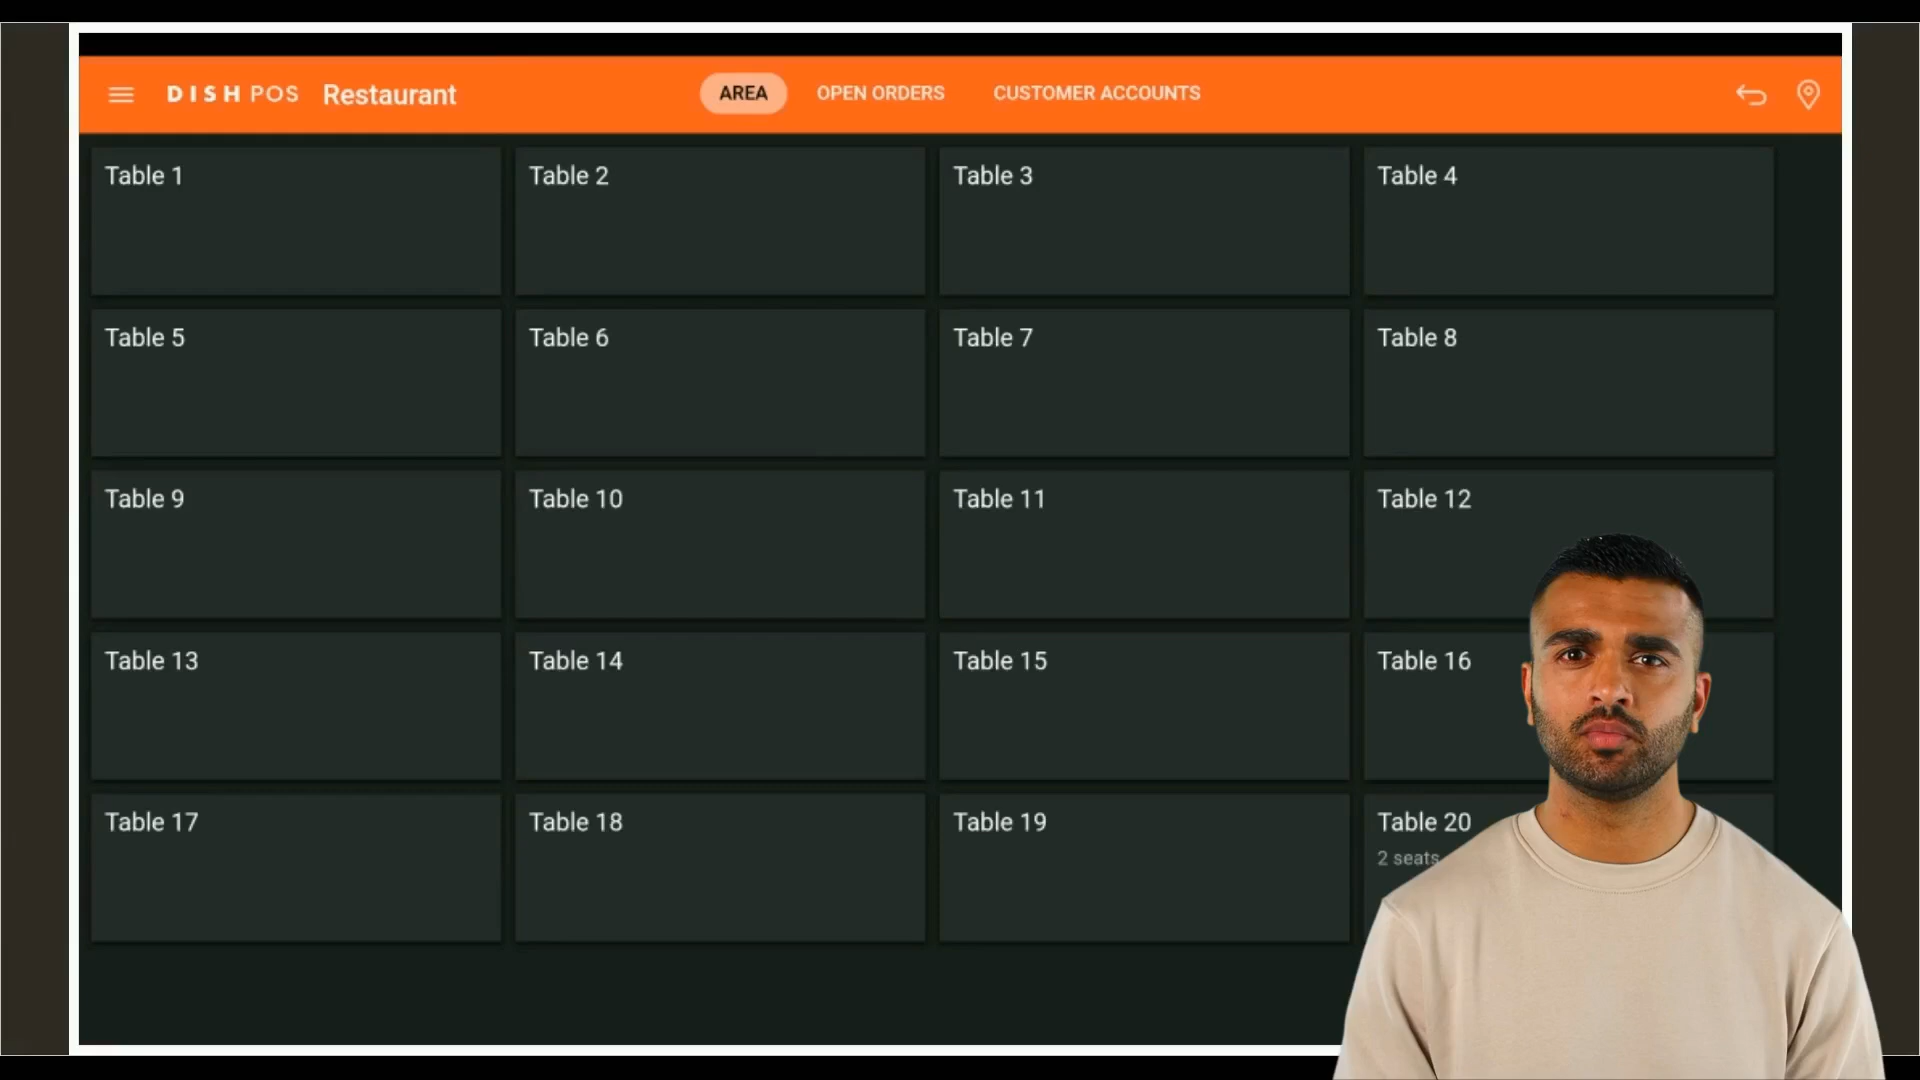 DISH POS Restaurant AREA OPEN ORDERS CUSTOMER ACCOUNTS
Table 1 Table 2 Table 3 Table 4
Table 5 Table 6 Table 7 Table 8
Table 9 Table 10 Table 11 Table 12
Table 13 Table 14 Table 15 Table 16
Table 17 Table 18 Table 19 Table 20
2 seats